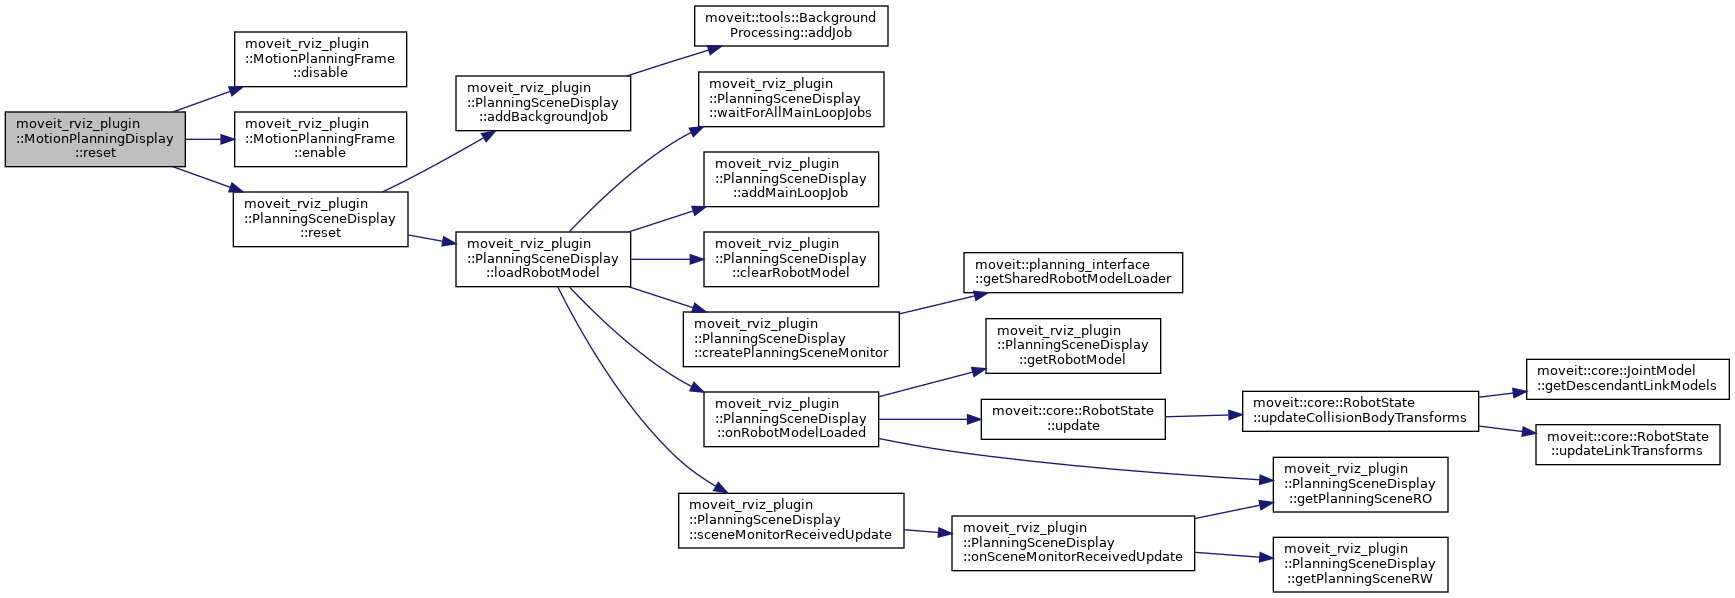 moveit_rviz_plugin
::MotionPlanningDisplay
::reset
moveit_rviz_plugin
::MotionPlanningFrame
::disable
moveit_rviz_plugin
::MotionPlanningFrame
::enable
moveit_rviz_plugin
::PlanningSceneDisplay
::reset
moveit_rviz_plugin
::PlanningSceneDisplay
::addBackgroundJob
moveit::tools::Background
Processing::addJob
moveit_rviz_plugin
::PlanningSceneDisplay
::loadRobotModel
moveit_rviz_plugin
::PlanningSceneDisplay
::waitForAllMainLoopJobs
moveit_rviz_plugin
::PlanningSceneDisplay
::addMainLoopJob
moveit_rviz_plugin
::PlanningSceneDisplay
::clearRobotModel
moveit_rviz_plugin
::PlanningSceneDisplay
::createPlanningSceneMonitor
moveit::planning_interface
::getSharedRobotModelLoader
moveit_rviz_plugin
::PlanningSceneDisplay
::onRobotModelLoaded
moveit_rviz_plugin
::PlanningSceneDisplay
::getRobotModel
moveit::core::RobotState
::update
moveit::core::RobotState
::updateCollisionBodyTransforms
moveit::core::JointModel
::getDescendantLinkModels
moveit::core::RobotState
::updateLinkTransforms
moveit_rviz_plugin
::PlanningSceneDisplay
::getPlanningSceneRO
moveit_rviz_plugin
::PlanningSceneDisplay
::sceneMonitorReceivedUpdate
moveit_rviz_plugin
::PlanningSceneDisplay
::onSceneMonitorReceivedUpdate
moveit_rviz_plugin
::PlanningSceneDisplay
::getPlanningSceneRW